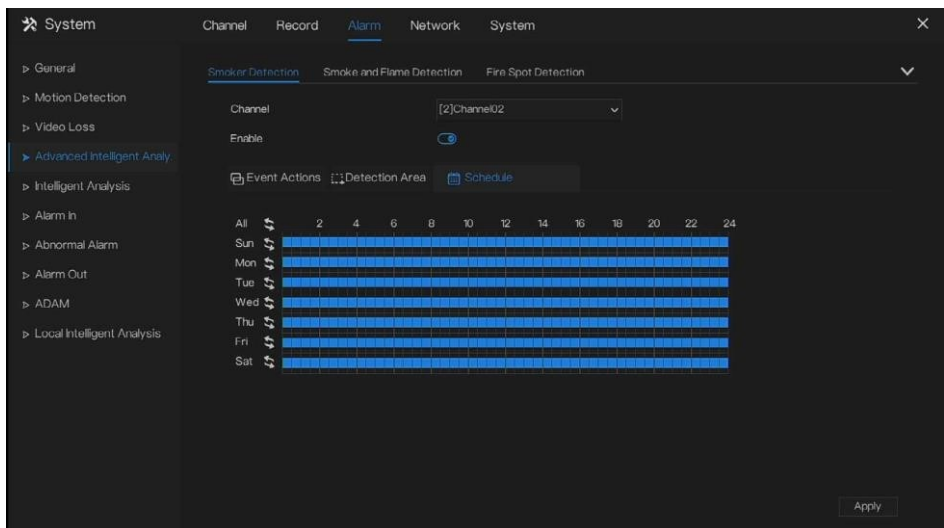 System
Channel Record Alarm Network System
General
Motion Detection
Video Loss
Advanced Intelligent Analy.
Intelligent Analysis
Alarm In
Abnormal Alarm
Alarm Out
ADAM
Local Intelligent Analysis
Smoker Detection Smoke and Flame Detection Fire Spot Detection
Channel [2]Channel02
Enable
Event Actions Detection Area Schedule
All 2 4 6 8 10 12 14 16 18 20 22 24
Sun
Mon
Tue
Wed
Thu
Fri
Sat
Apply